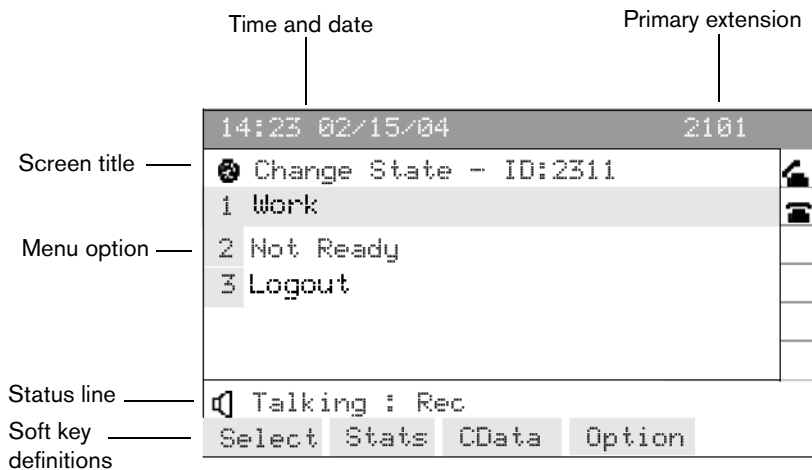 Time and date
Primary extension
14:23 02/15/04 2101
Screen title
Change State - ID:2311
1 Work
Menu option
2 Not Ready
3 Logout
Status line
Talking : Rec
Soft key
definitions
Select Stats CData Option